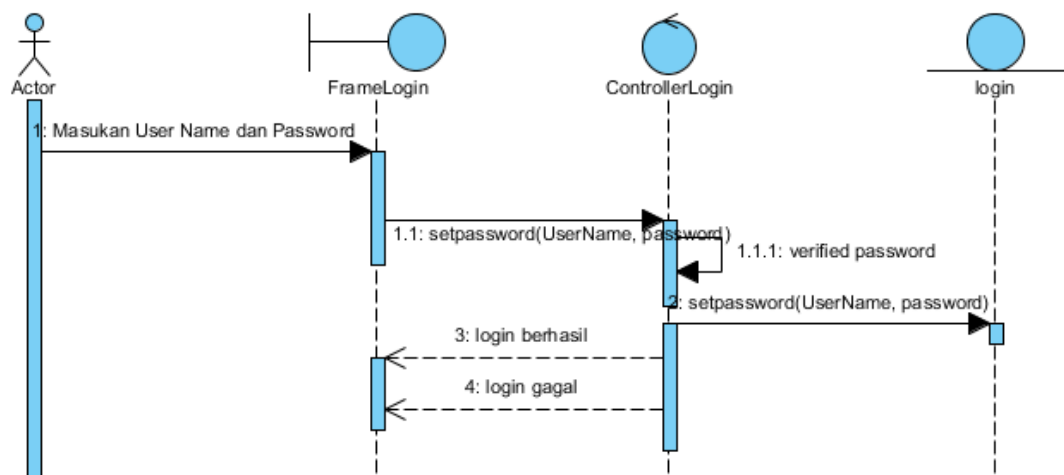 Actor
FrameLogin
ControllerLogin
login
1: Masukan User Name dan Password
1.1: setpassword(UserName, password)
1.1.1: verified password
2: setpassword(UserName, password)
3: login berhasil
4: login gagal